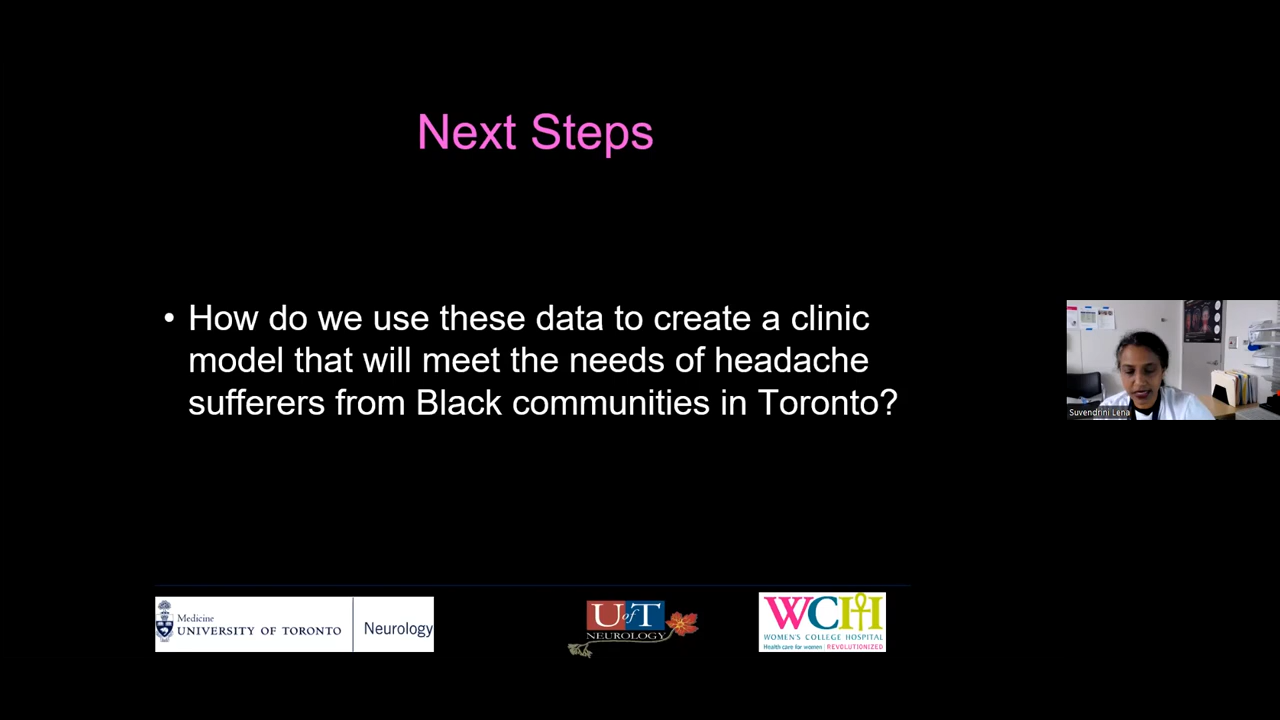 Next Steps
• How do we use these data to create a clinic
model that will meet the needs of headache
sufferers from Black communities in Toronto?
Suvendrini Lena
Medicine
UNIVERSITY OF TORONTO
Neurology
UofT
NEUROLOGY
WCH
WOMEN'S COLLEGE HOSPITAL
Health care for women | REVOLUTIONIZED